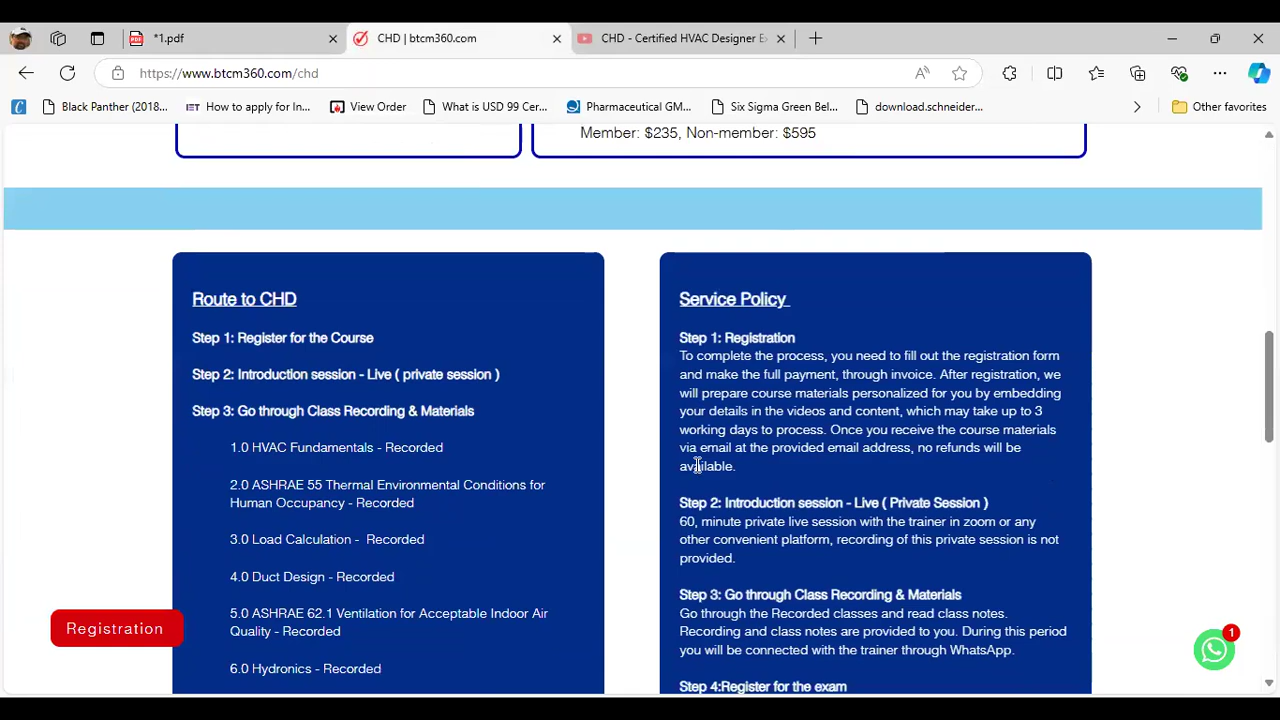 *1.pdf
CHD | btcm360.com
CHD - Certified HVAC Designer E
https://www.btcm360.com/chd
Black Panther (2018...
How to apply for In...
View Order
What is USD 99 Cer...
Pharmaceutical GM...
Six Sigma Green Bel...
download.schneider...
Other favorites
Member: $235, Non-member: $595
Route to CHD
Step 1: Register for the Course
Step 2: Introduction session - Live ( private session )
Step 3: Go through Class Recording & Materials
1.0 HVAC Fundamentals - Recorded
2.0 ASHRAE 55 Thermal Environmental Conditions for
Human Occupancy - Recorded
3.0 Load Calculation - Recorded
4.0 Duct Design - Recorded
5.0 ASHRAE 62.1 Ventilation for Acceptable Indoor Air
Quality - Recorded
6.0 Hydronics - Recorded
Service Policy
Step 1: Registration
To complete the process, you need to fill out the registration form
and make the full payment, through invoice. After registration, we
will prepare course materials personalized for you by embedding
your details in the videos and content, which may take up to 3
working days to process. Once you receive the course materials
via email at the provided email address, no refunds will be
available.
Step 2: Introduction session - Live ( Private Session )
60, minute private live session with the trainer in zoom or any
other convenient platform, recording of this private session is not
provided.
Step 3: Go through Class Recording & Materials
Go through the Recorded classes and read class notes.
Recording and class notes are provided to you. During this period
you will be connected with the trainer through WhatsApp.
Step 4:Register for the exam
Registration
1